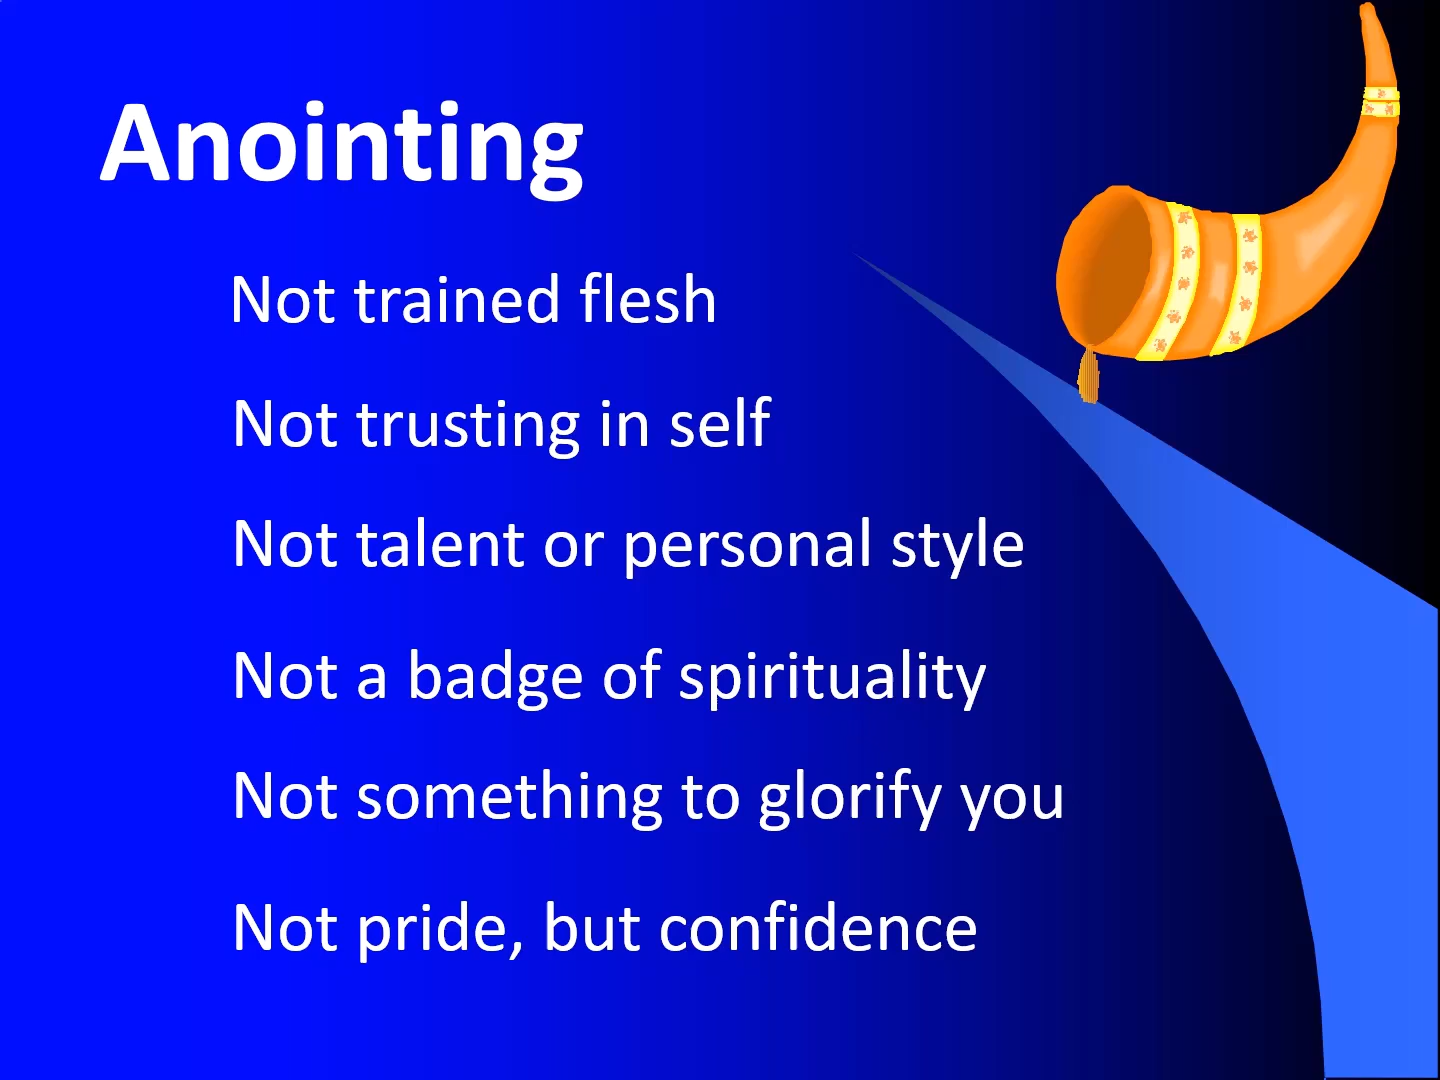 Anointing
Not trained flesh
Not trusting in self
Not talent or personal style
Not a badge of spirituality
Not something to glorify you
Not pride, but confidence